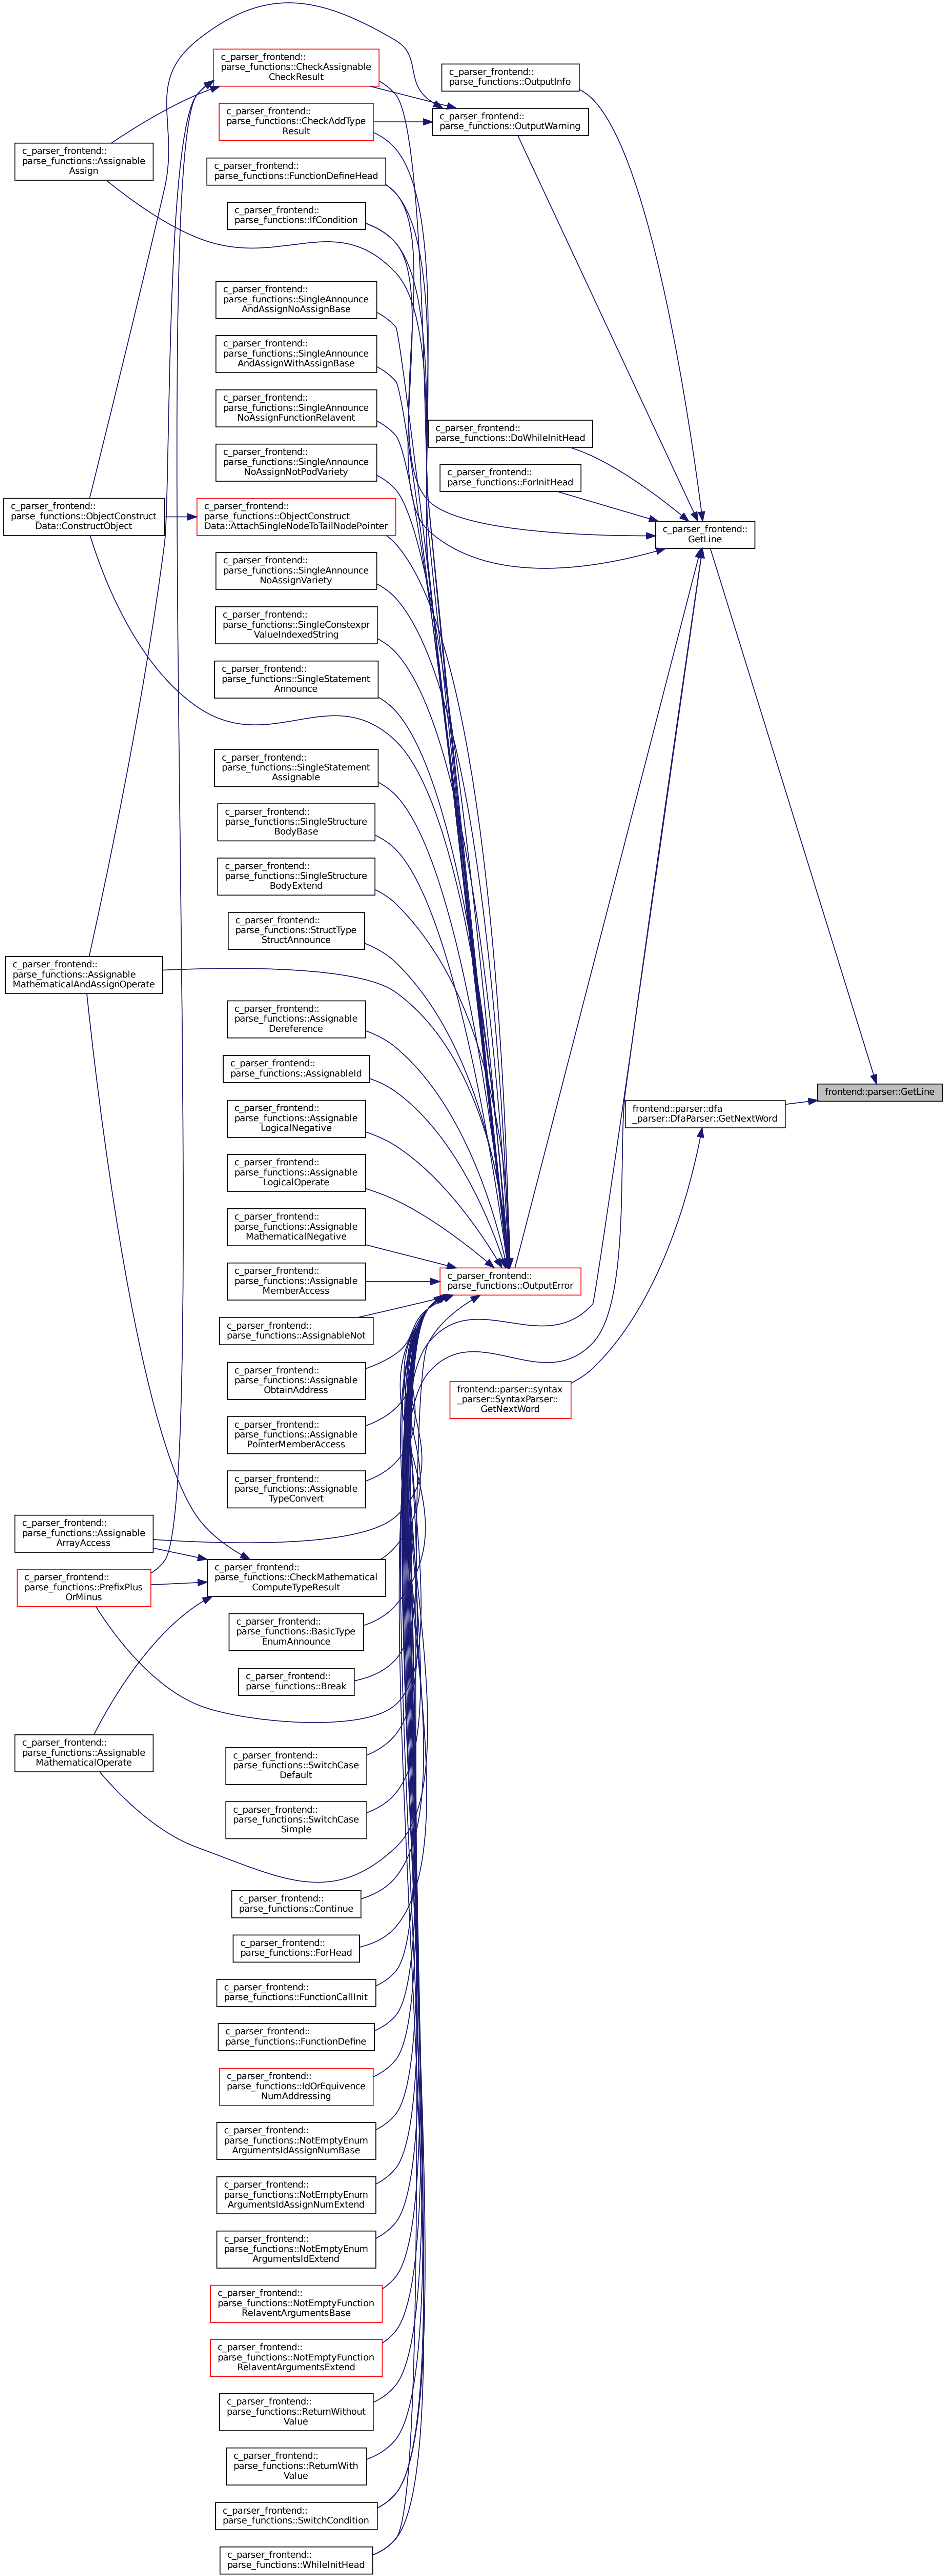 c_parser_frontend::
parse_functions::CheckAssignable
CheckResult
c_parser_frontend::
parse_functions::OutputInfo
c_parser_frontend::
parse_functions::CheckAddType
Result
c_parser_frontend::
parse_functions::OutputWarning
c_parser_frontend::
parse_functions::Assignable
Assign
c_parser_frontend::
parse_functions::FunctionDefineHead
c_parser_frontend::
parse_functions::IfCondition
c_parser_frontend::
parse_functions::SingleAnnounce
AndAssignNoAssignBase
c_parser_frontend::
parse_functions::SingleAnnounce
AndAssignWithAssignBase
c_parser_frontend::
parse_functions::SingleAnnounce
NoAssignFunctionRelavent
c_parser_frontend::
parse_functions::DoWhileInitHead
c_parser_frontend::
parse_functions::SingleAnnounce
NoAssignNotPodVariety
c_parser_frontend::
parse_functions::ForInitHead
c_parser_frontend::
parse_functions::ObjectConstruct
Data::ConstructObject
c_parser_frontend::
parse_functions::ObjectConstruct
Data::AttachSingleNodeToTailNodePointer
c_parser_frontend::
GetLine
c_parser_frontend::
parse_functions::SingleAnnounce
NoAssignVariety
c_parser_frontend::
parse_functions::SingleConstexpr
ValueIndexedString
c_parser_frontend::
parse_functions::SingleStatement
Announce
c_parser_frontend::
parse_functions::SingleStatement
Assignable
c_parser_frontend::
parse_functions::SingleStructure
BodyBase
c_parser_frontend::
parse_functions::SingleStructure
BodyExtend
c_parser_frontend::
parse_functions::StructType
StructAnnounce
c_parser_frontend::
parse_functions::Assignable
MathematicalAndAssignOperate
c_parser_frontend::
parse_functions::Assignable
Dereference
c_parser_frontend::
parse_functions::AssignableId
frontend::parser::GetLine
c_parser_frontend::
parse_functions::Assignable
LogicalNegative
frontend::parser::dfa
_parser::DfaParser::GetNextWord
c_parser_frontend::
parse_functions::Assignable
LogicalOperate
c_parser_frontend::
parse_functions::Assignable
MathematicalNegative
c_parser_frontend::
parse_functions::Assignable
MemberAccess
c_parser_frontend::
parse_functions::OutputError
c_parser_frontend::
parse_functions::AssignableNot
c_parser_frontend::
parse_functions::Assignable
ObtainAddress
frontend::parser::syntax
_parser::SyntaxParser::
GetNextWord
c_parser_frontend::
parse_functions::Assignable
PointerMemberAccess
c_parser_frontend::
parse_functions::Assignable
TypeConvert
c_parser_frontend::
parse_functions::Assignable
ArrayAccess
c_parser_frontend::
parse_functions::CheckMathematical
ComputeTypeResult
c_parser_frontend::
parse_functions::PrefixPlus
OrMinus
c_parser_frontend::
parse_functions::BasicType
EnumAnnounce
c_parser_frontend::
parse_functions::Break
c_parser_frontend::
parse_functions::Assignable
MathematicalOperate
c_parser_frontend::
parse_functions::SwitchCase
Default
c_parser_frontend::
parse_functions::SwitchCase
Simple
c_parser_frontend::
parse_functions::Continue
c_parser_frontend::
parse_functions::ForHead
c_parser_frontend::
parse_functions::FunctionCallInit
c_parser_frontend::
parse_functions::FunctionDefine
c_parser_frontend::
parse_functions::IdOrEquivence
NumAddressing
c_parser_frontend::
parse_functions::NotEmptyEnum
ArgumentsIdAssignNumBase
c_parser_frontend::
parse_functions::NotEmptyEnum
ArgumentsIdAssignNumExtend
c_parser_frontend::
parse_functions::NotEmptyEnum
ArgumentsIdExtend
c_parser_frontend::
parse_functions::NotEmptyFunction
RelaventArgumentsBase
c_parser_frontend::
parse_functions::NotEmptyFunction
RelaventArgumentsExtend
c_parser_frontend::
parse_functions::ReturnWithout
Value
c_parser_frontend::
parse_functions::ReturnWith
Value
c_parser_frontend::
parse_functions::SwitchCondition
c_parser_frontend::
parse_functions::WhileInitHead